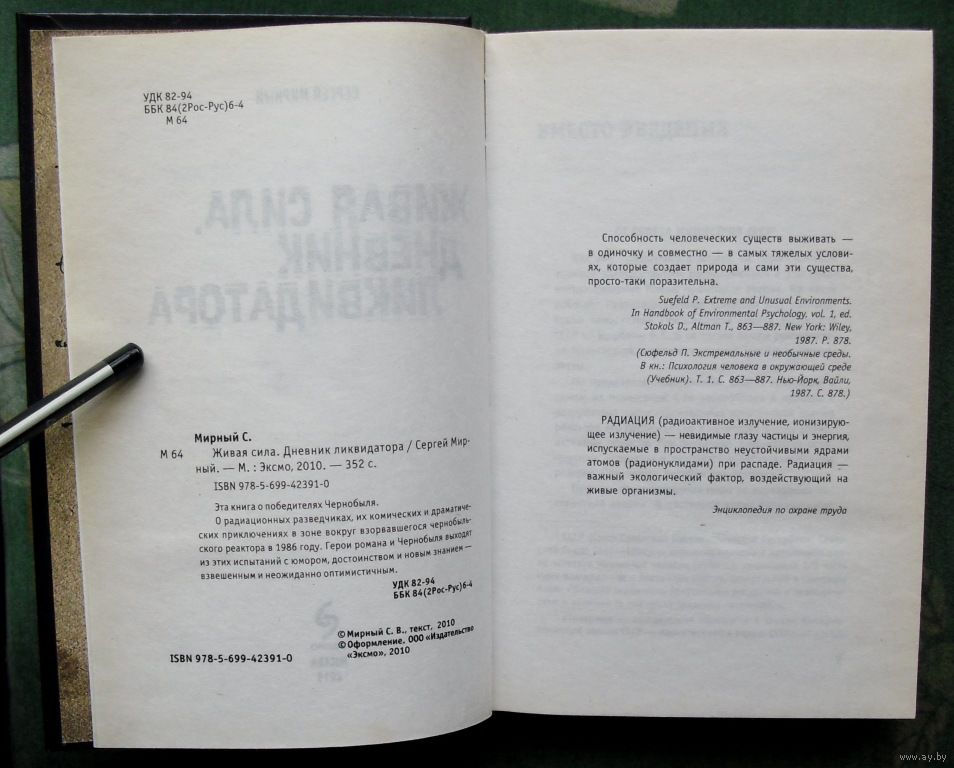 УДК 82-94
ББК 84(2Рос-Рус)6-4
М 64
СЕРГЕЙ МИРНЫЙ
ЖИВАЯ СИЛА.
ДНЕВНИК
ЛИКВИДАТОРА
Мирный С.
М 64 Живая сила. Дневник ликвидатора / Сергей Мир-
ный. — М. : Эксмо, 2010. — 352 с.
ISBN 978-5-699-42391-0
Эта книга о победителях Чернобыля.
О радиационных разведчиках, их комических и драматиче-
ских приключениях в зоне вокруг взорвавшегося чернобыль-
ского реактора в 1986 году. Герои романа и Чернобыля выходят
из этих испытаний с юмором, достоинством и новым знанием —
взвешенным и неожиданно оптимистичным.
УДК 82-94
ББК 84(2Рос-Рус)6-4
© Мирный С. В., текст, 2010
© Оформление. ООО «Издательство
«Эксмо», 2010
ISBN 978-5-699-42391-0
Способность человеческих существ выживать —
в одиночку и совместно — в самых тяжелых услови-
ях, которые создает природа и сами эти существа,
просто-таки поразительна.
Suefeld P. Extreme and Unusual Environments.
In Handbook of Environmental Psychology, vol. 1, ed.
Stokols D., Altman T., 863—887. New York: Wiley,
1987. P. 878.
(Сюфельд П. Экстремальные и необычные среды.
В кн.: Психология человека в окружающей среде
(Учебник). Т. 1. С. 863—887. Нью-Йорк, Вайли,
1987. С. 878.)
РАДИАЦИЯ (радиоактивное излучение, ионизирую-
щее излучение) — невидимые глазу частицы и энергия,
испускаемые в пространство неустойчивыми ядрами
атомов (радионуклидами) при распаде. Радиация —
важный экологический фактор, воздействующий на
живые организмы.
Энциклопедия по охране труда
www.ay.by